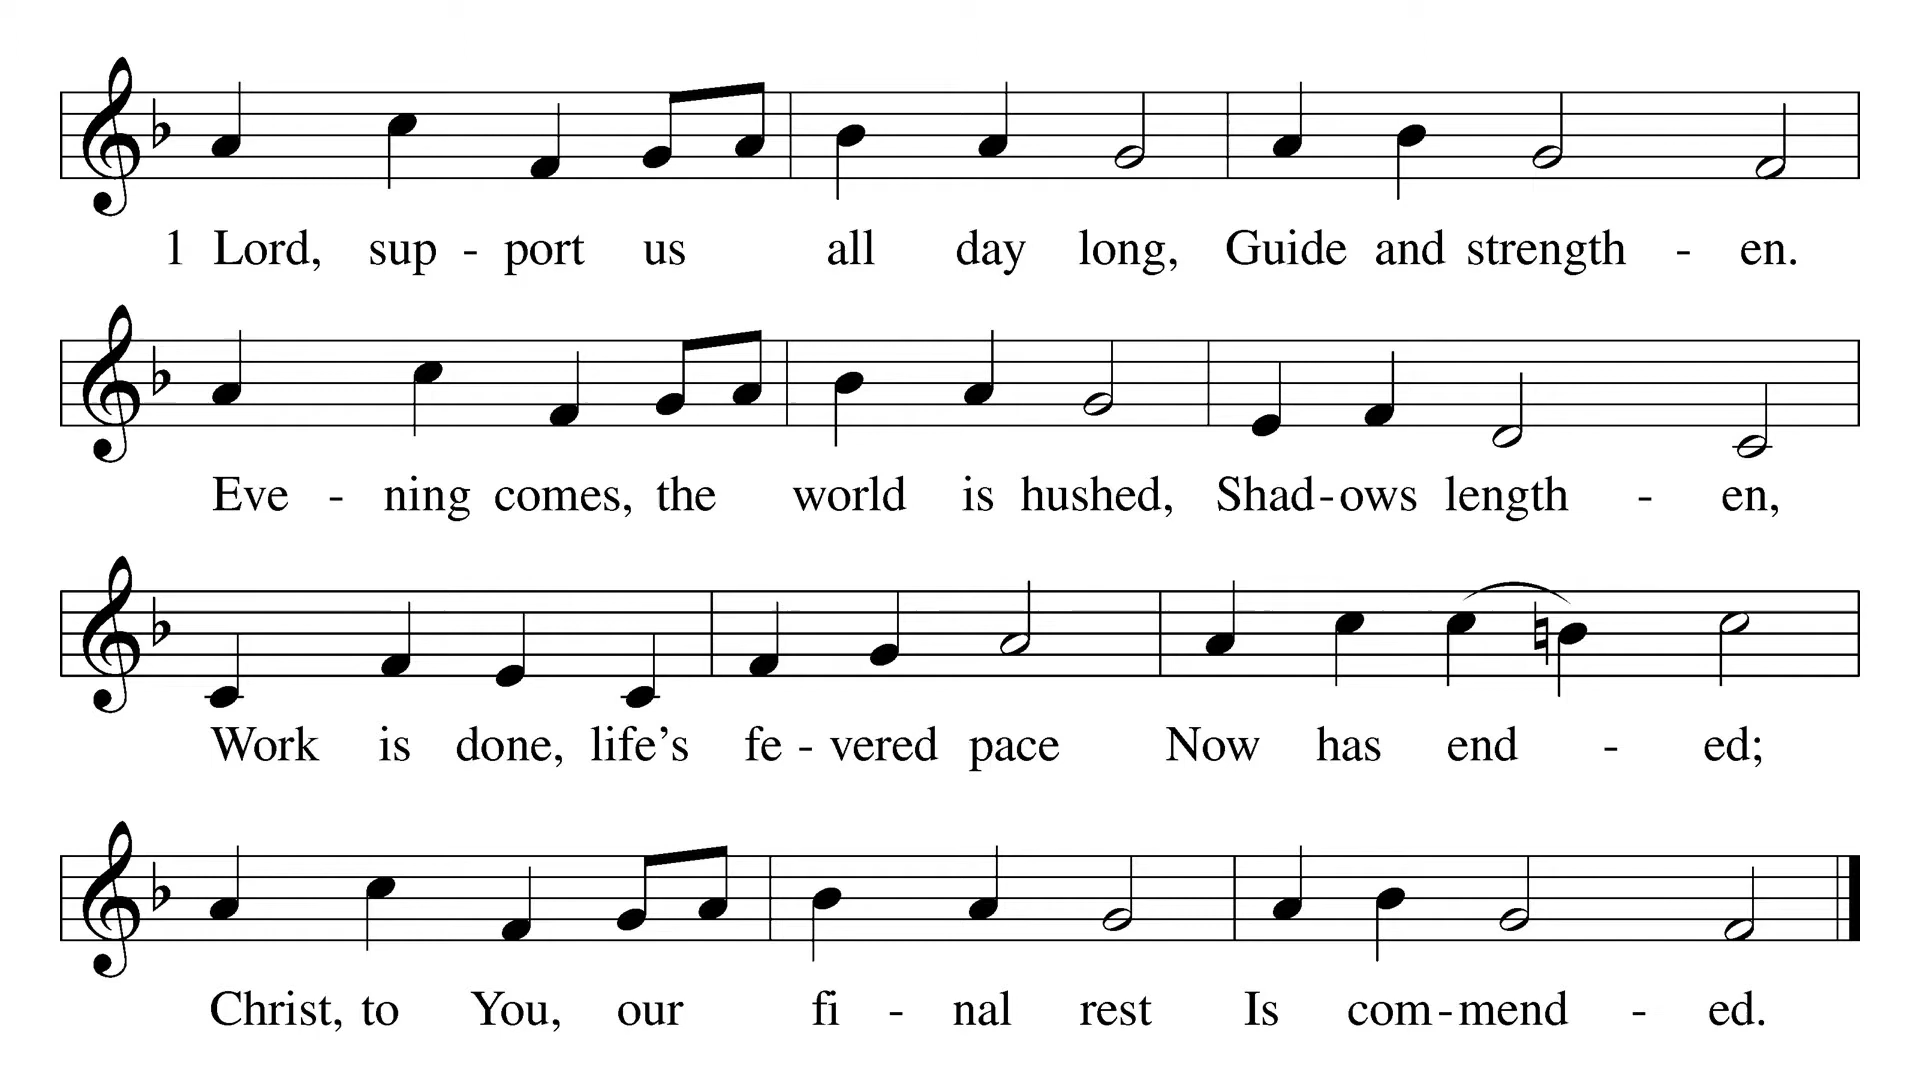 1 Lord, sup - port us all day long, Guide and strength - en.
Eve - ning comes, the world is hushed, Shad-ows length - en,
Work is done, life’s fe - vered pace Now has end - ed;
Christ, to You, our fi - nal rest Is com-mend - ed.